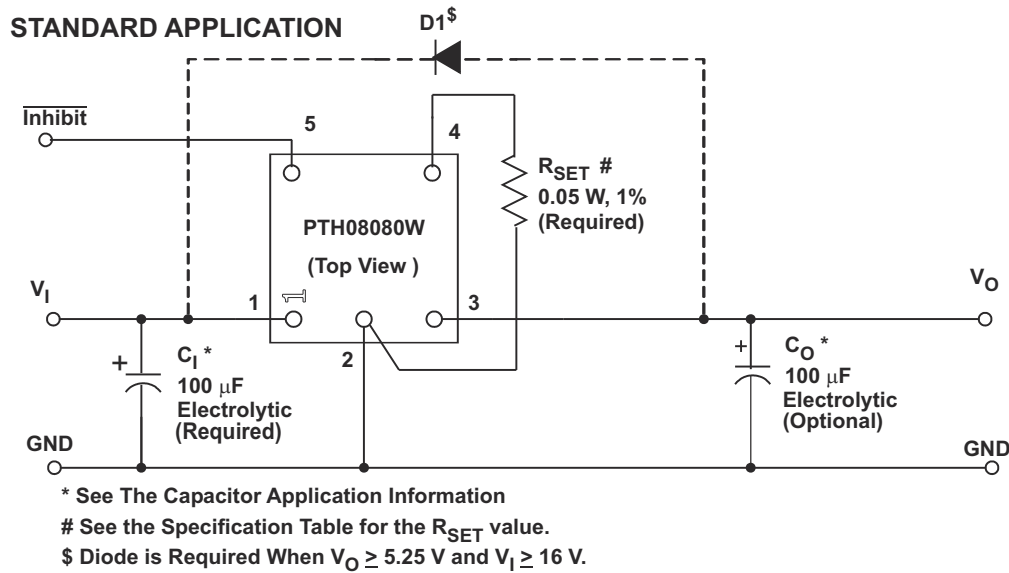 STANDARD APPLICATION
D1$
Inhibit
5
4
RSET #
0.05 W, 1%
(Required)
PTH08080W
(Top View )
VI
1
1
3
VO
2
+
CI *
100 μF
Electrolytic
(Required)
+
CO *
100 μF
Electrolytic
(Optional)
GND
GND
* See The Capacitor Application Information
# See the Specification Table for the RSET value.
$ Diode is Required When VO ≥ 5.25 V and VI ≥ 16 V.